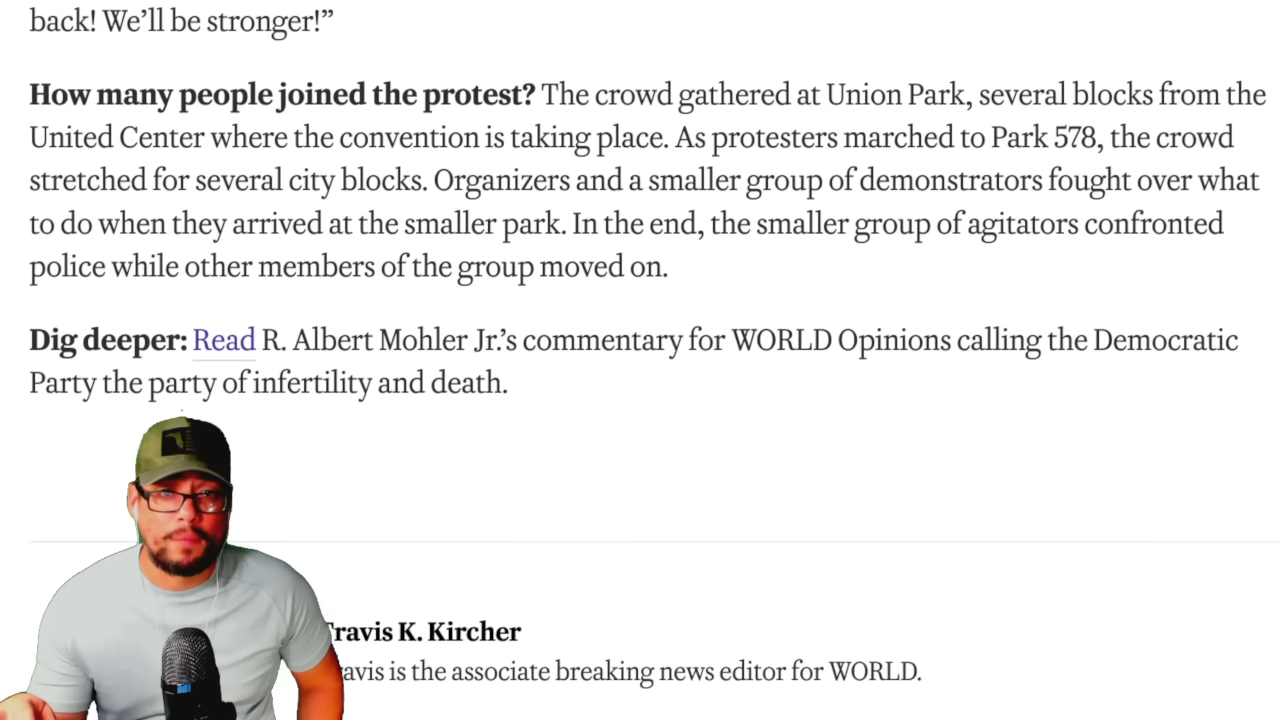 back! We’ll be stronger!”
How many people joined the protest? The crowd gathered at Union Park, several blocks from the
United Center where the convention is taking place. As protesters marched to Park 578, the crowd
stretched for several city blocks. Organizers and a smaller group of demonstrators fought over what
to do when they arrived at the smaller park. In the end, the smaller group of agitators confronted
police while other members of the group moved on.
Dig deeper: Read R. Albert Mohler Jr.’s commentary for WORLD Opinions calling the Democratic
Party the party of infertility and death.
Travis K. Kircher
avis is the associate breaking news editor for WORLD.